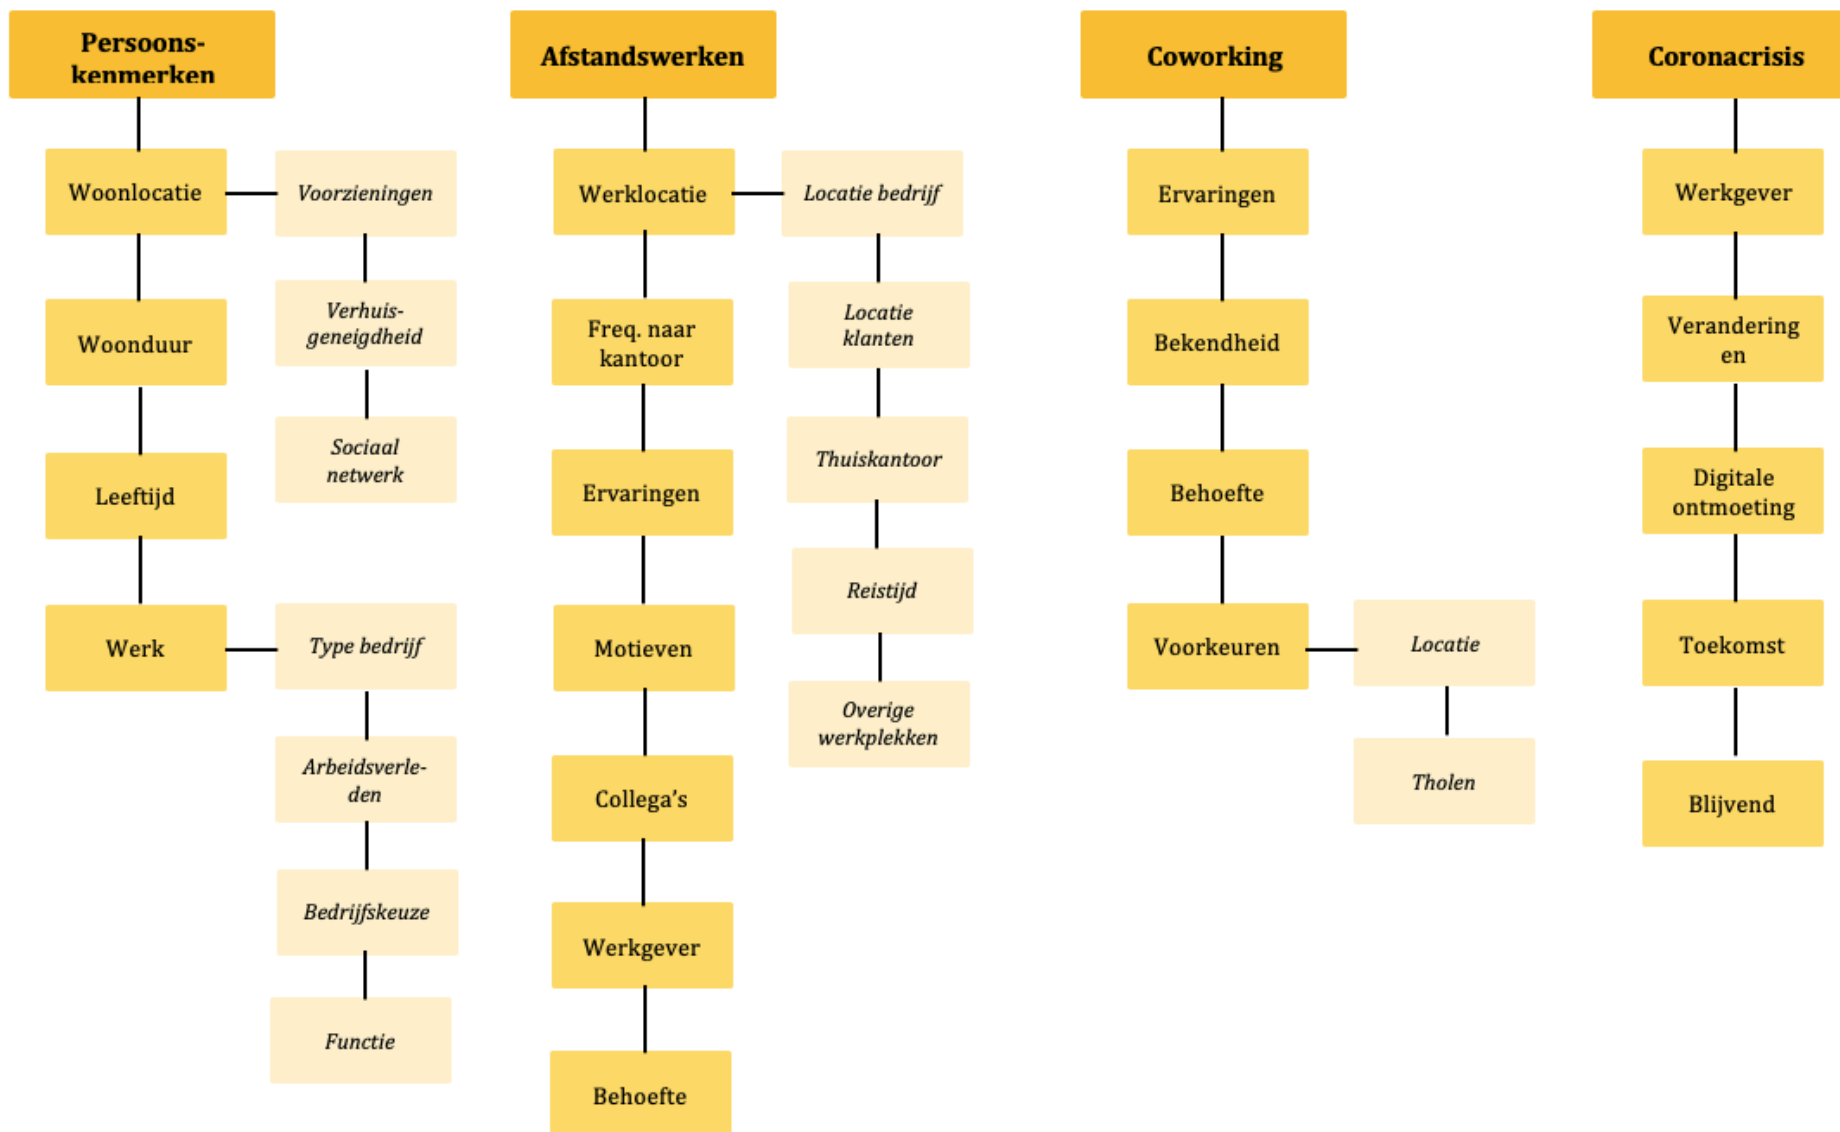 Persoons-
kenmerken
Woonlocatie
Voorzieningen
Verhuis-
geneigdheid
Sociaal
netwerk
Woonduur
Leeftijd
Werk
Type bedrijf
Arbeidsverle-
den
Bedrijfskeuze
Functie
Afstandswerken
Werklocatie
Locatie bedrijf
Locatie
klanten
Thuiskantoor
Reistijd
Overige
werkplekken
Freq. naar
kantoor
Ervaringen
Motieven
Collega's
Werkgever
Behoefte
Coworking
Ervaringen
Bekendheid
Behoefte
Voorkeuren
Locatie
Tholen
Coronacrisis
Werkgever
Verandering
en
Digitale
ontmoeting
Toekomst
Blijvend